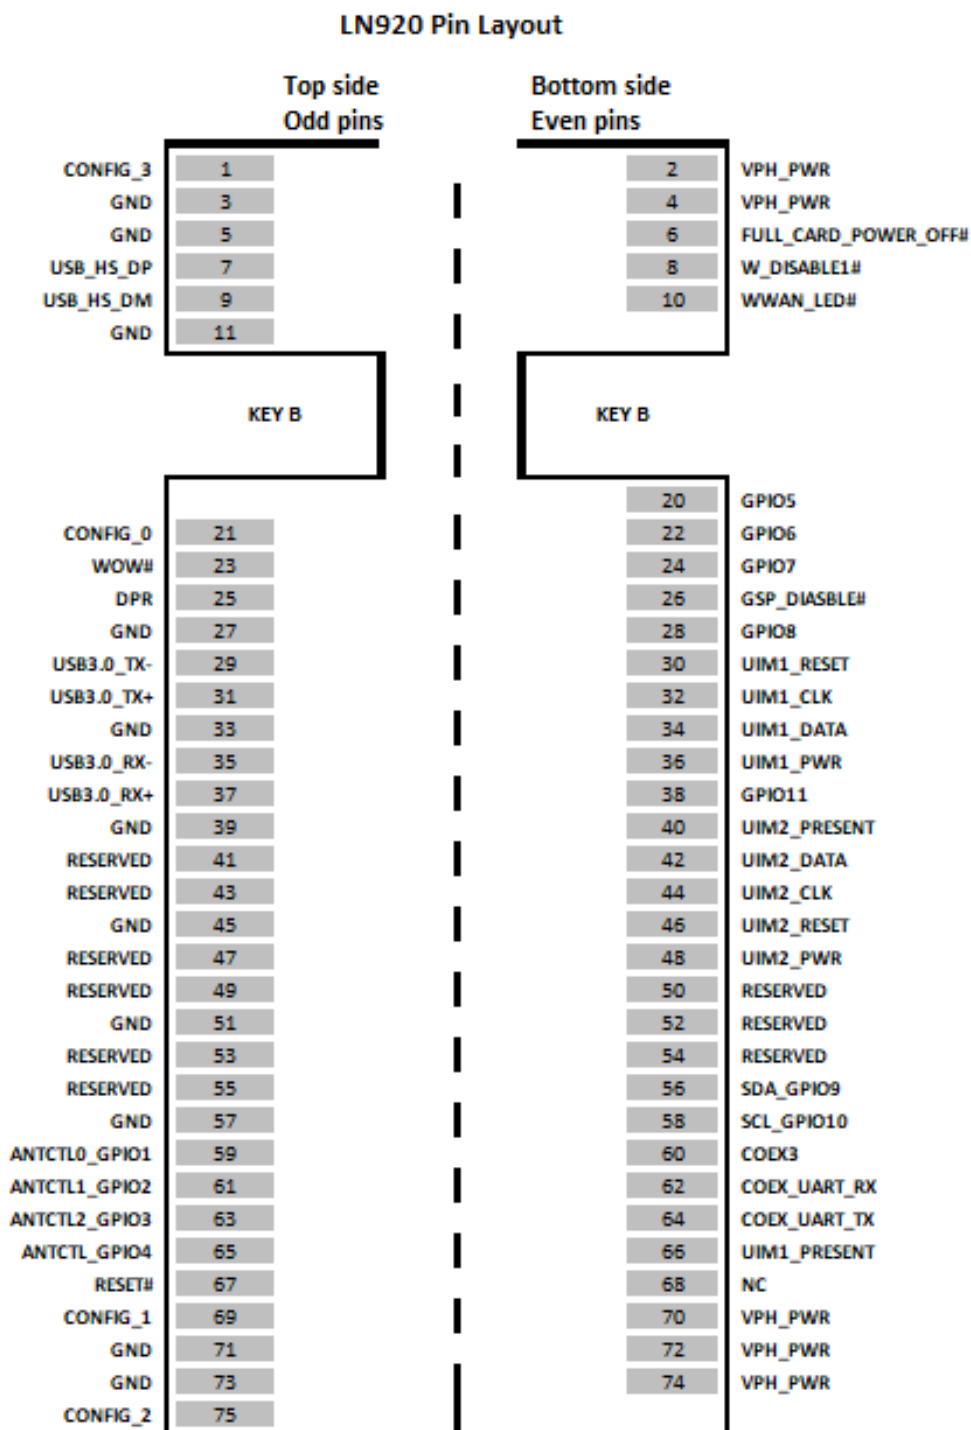 LN920 Pin Layout
Top side Bottom side
Odd pins Even pins
CONFIG_3 1 2 VPH_PWR
GND 3 4 VPH_PWR
GND 5 6 FULL_CARD_POWER_OFF#
USB_HS_DP 7 8 W_DISABLE1#
USB_HS_DM 9 10 WWAN_LED#
GND 11
KEY B KEY B
20 GPIO5
CONFIG_0 21 22 GPIO6
WOW# 23 24 GPIO7
DPR 25 26 GSP_DIASBLE#
GND 27 28 GPIO8
USB3.0_TX- 29 30 UIM1_RESET
USB3.0_TX+ 31 32 UIM1_CLK
GND 33 34 UIM1_DATA
USB3.0_RX- 35 36 UIM1_PWR
USB3.0_RX+ 37 38 GPIO11
GND 39 40 UIM2_PRESENT
RESERVED 41 42 UIM2_DATA
RESERVED 43 44 UIM2_CLK
GND 45 46 UIM2_RESET
RESERVED 47 48 UIM2_PWR
RESERVED 49 50 RESERVED
GND 51 52 RESERVED
RESERVED 53 54 RESERVED
RESERVED 55 56 SDA_GPIO9
GND 57 58 SCL_GPIO10
ANTCTL0_GPIO1 59 60 COEX3
ANTCTL1_GPIO2 61 62 COEX_UART_RX
ANTCTL2_GPIO3 63 64 COEX_UART_TX
ANTCTL_GPIO4 65 66 UIM1_PRESENT
RESET# 67 68 NC
CONFIG_1 69 70 VPH_PWR
GND 71 72 VPH_PWR
GND 73 74 VPH_PWR
CONFIG_2 75